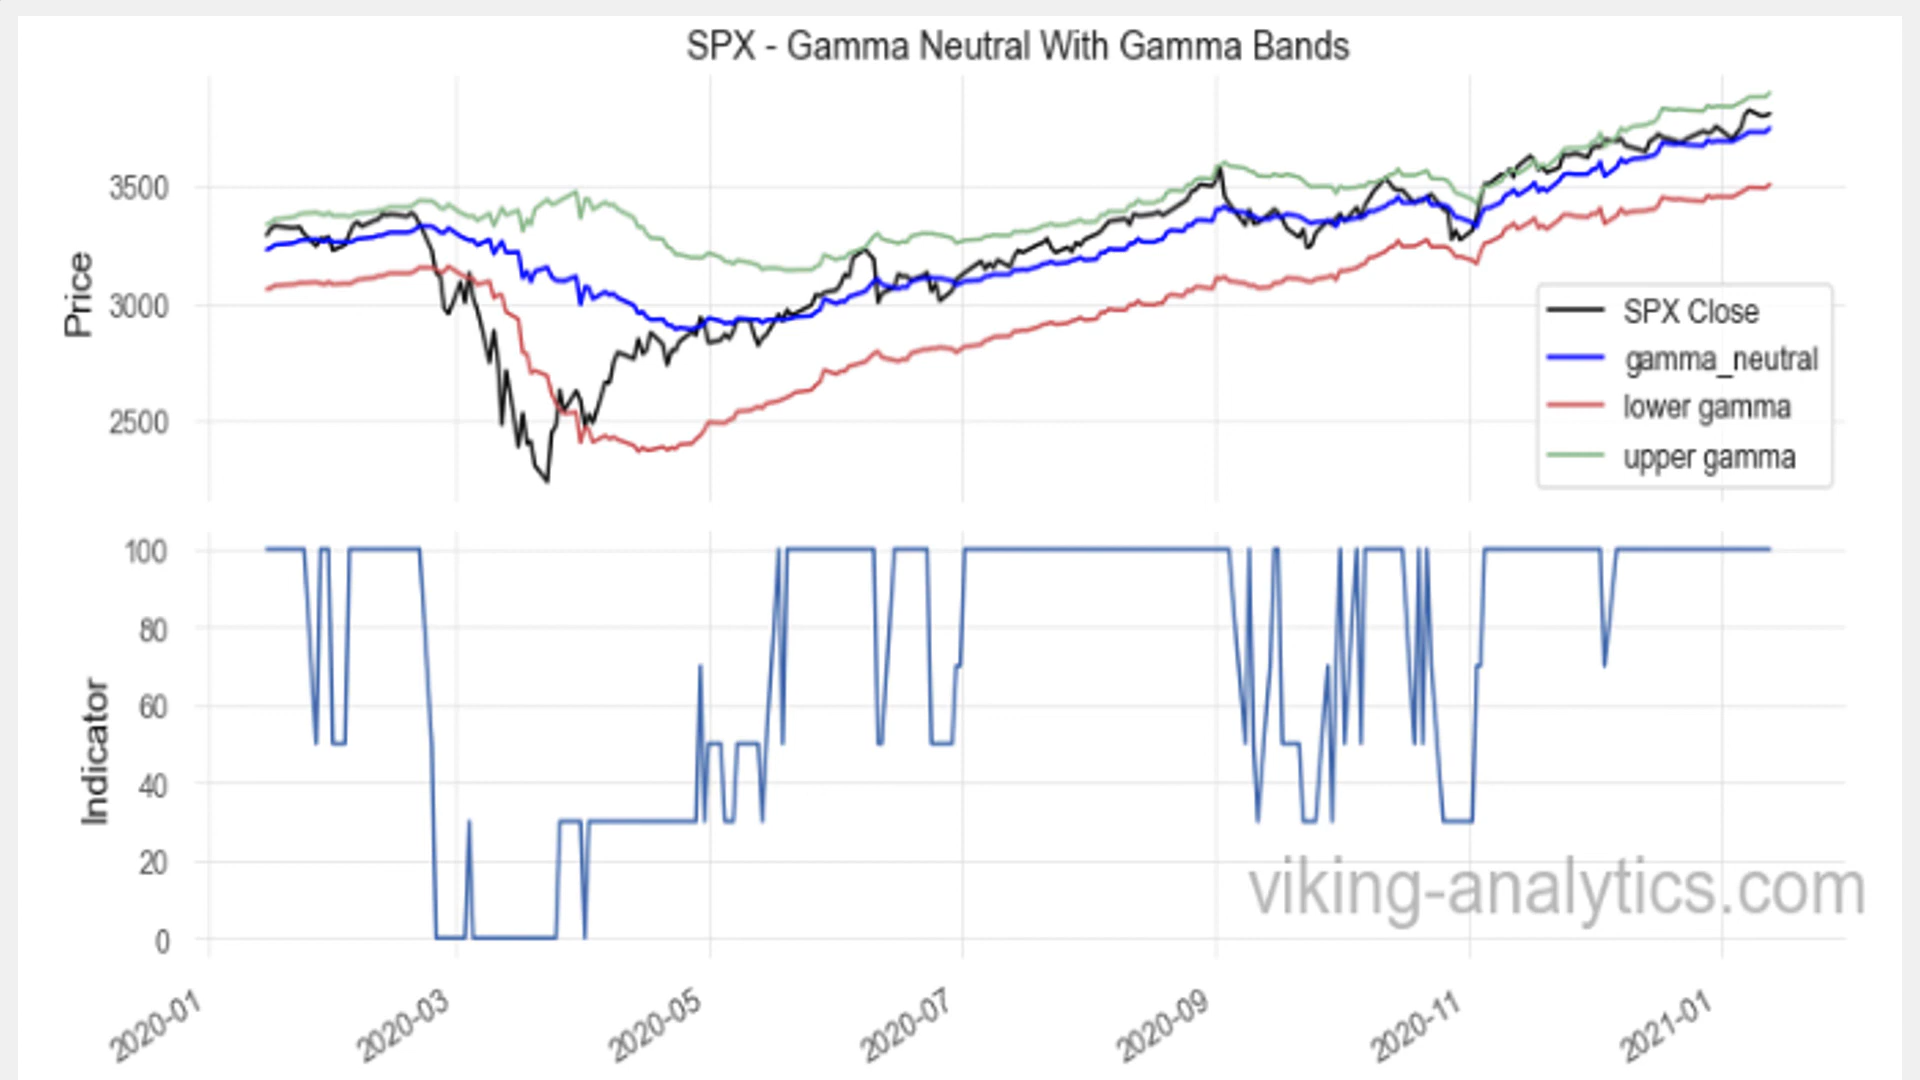 SPX - Gamma Neutral With Gamma Bands
Price
3500
3000
2500
SPX Close
gamma_neutral
lower gamma
upper gamma
Indicator
100
80
60
40
20
0
viking-analytics.com
2020-01
2020-03
2020-05
2020-07
2020-09
2020-11
2021-01